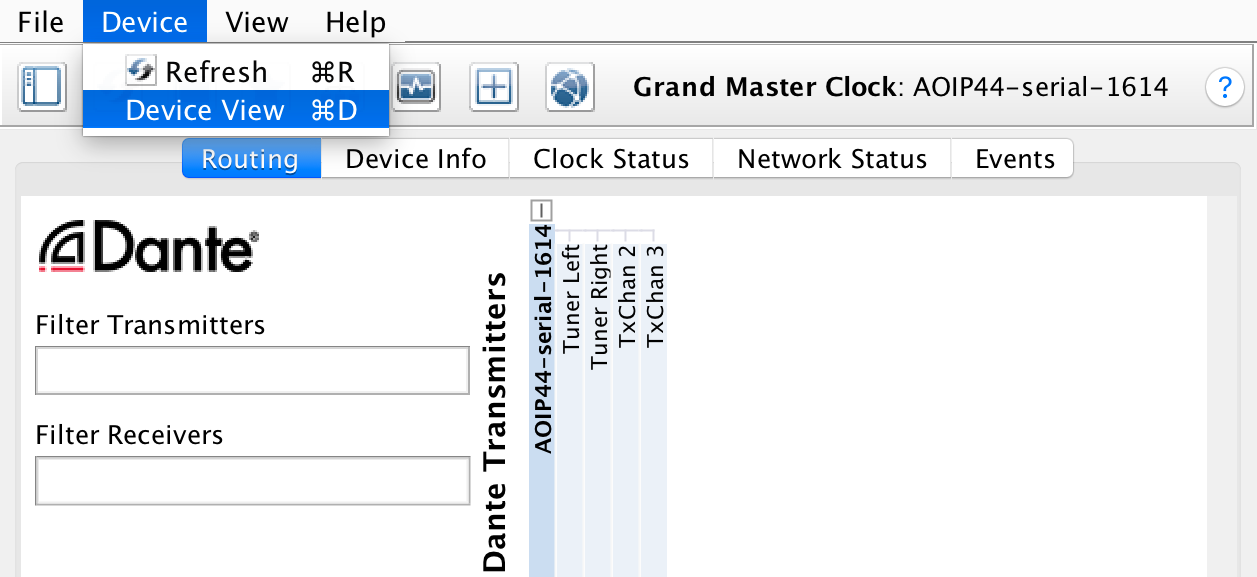 File Device View Help
Refresh ⌘R
Device View ⌘D
Grand Master Clock: AOIP44-serial-1614 ?
Routing Device Info Clock Status Network Status Events
Dante®
Filter Transmitters
Filter Receivers
Dante Transmitters
AOIP44-serial-1614
Tuner Left
Tuner Right
TxChan 2
TxChan 3